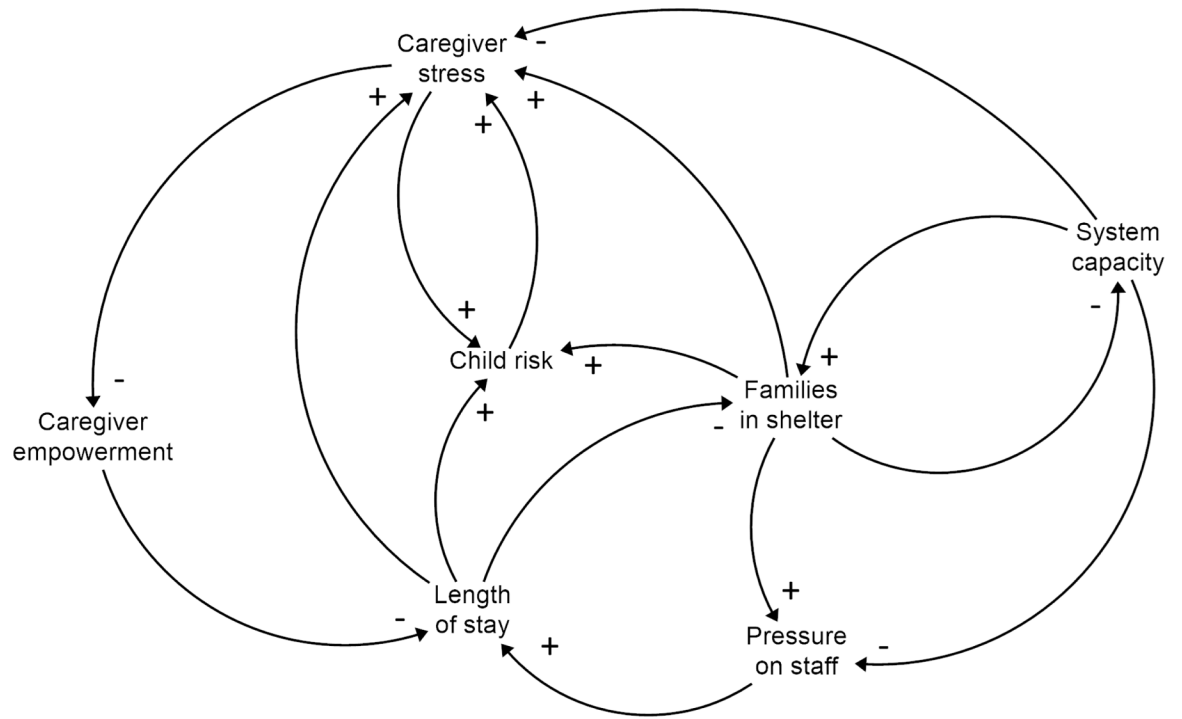 Caregiver
stress
-
+
+
+
System
capacity
-
+
Child risk
+
+
+
Families
in shelter
-
-
Caregiver
empowerment
+
Length
of stay
-
+
+
Pressure
on staff
-